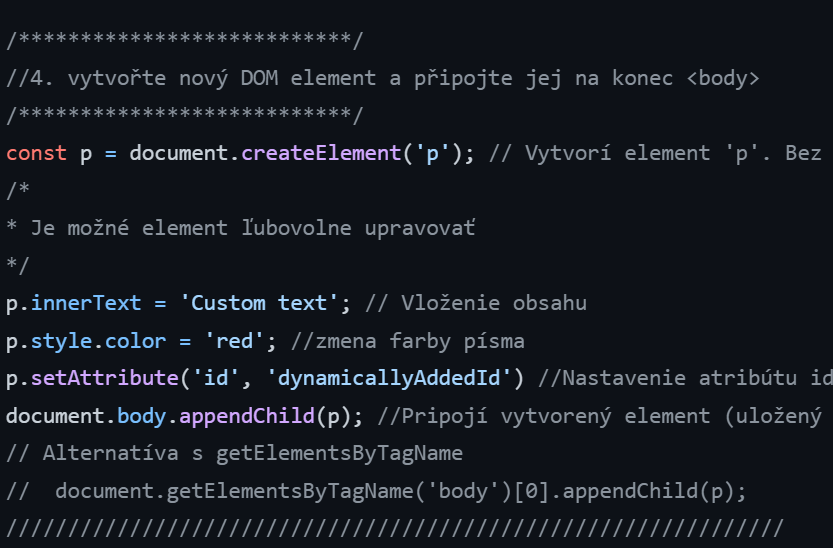 /***************************/
//4. vytvořte nový DOM element a připojte jej na konec <body>
/***************************/
const p = document.createElement('p'); // Vytvorí element 'p'. Bez
/*
* Je možné element ľubovolne upravovať
*/
p.innerText = 'Custom text'; // Vloženie obsahu
p.style.color = 'red'; //zmena farby písma
p.setAttribute('id', 'dynamicallyAddedId') //Nastavenie atribútu id
document.body.appendChild(p); //Pripojí vytvorený element (uložený
// Alternatíva s getElementsByTagName
//  document.getElementsByTagName('body')[0].appendChild(p);
///////////////////////////////////////////////////////////////